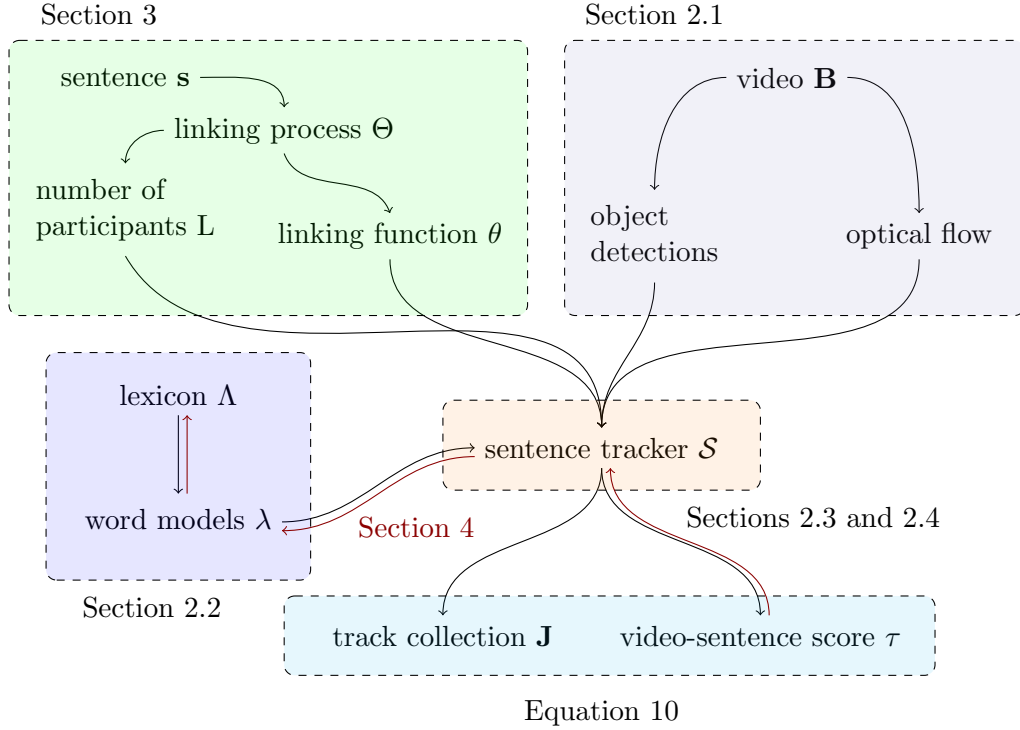 Section 3
Section 2.1
sentence s
video B
linking process Θ
number of
participants L
linking function θ
object
detections
optical flow
lexicon Λ
sentence tracker 𝒮
word models λ
Section 4
Sections 2.3 and 2.4
Section 2.2
track collection J
video-sentence score τ
Equation 10